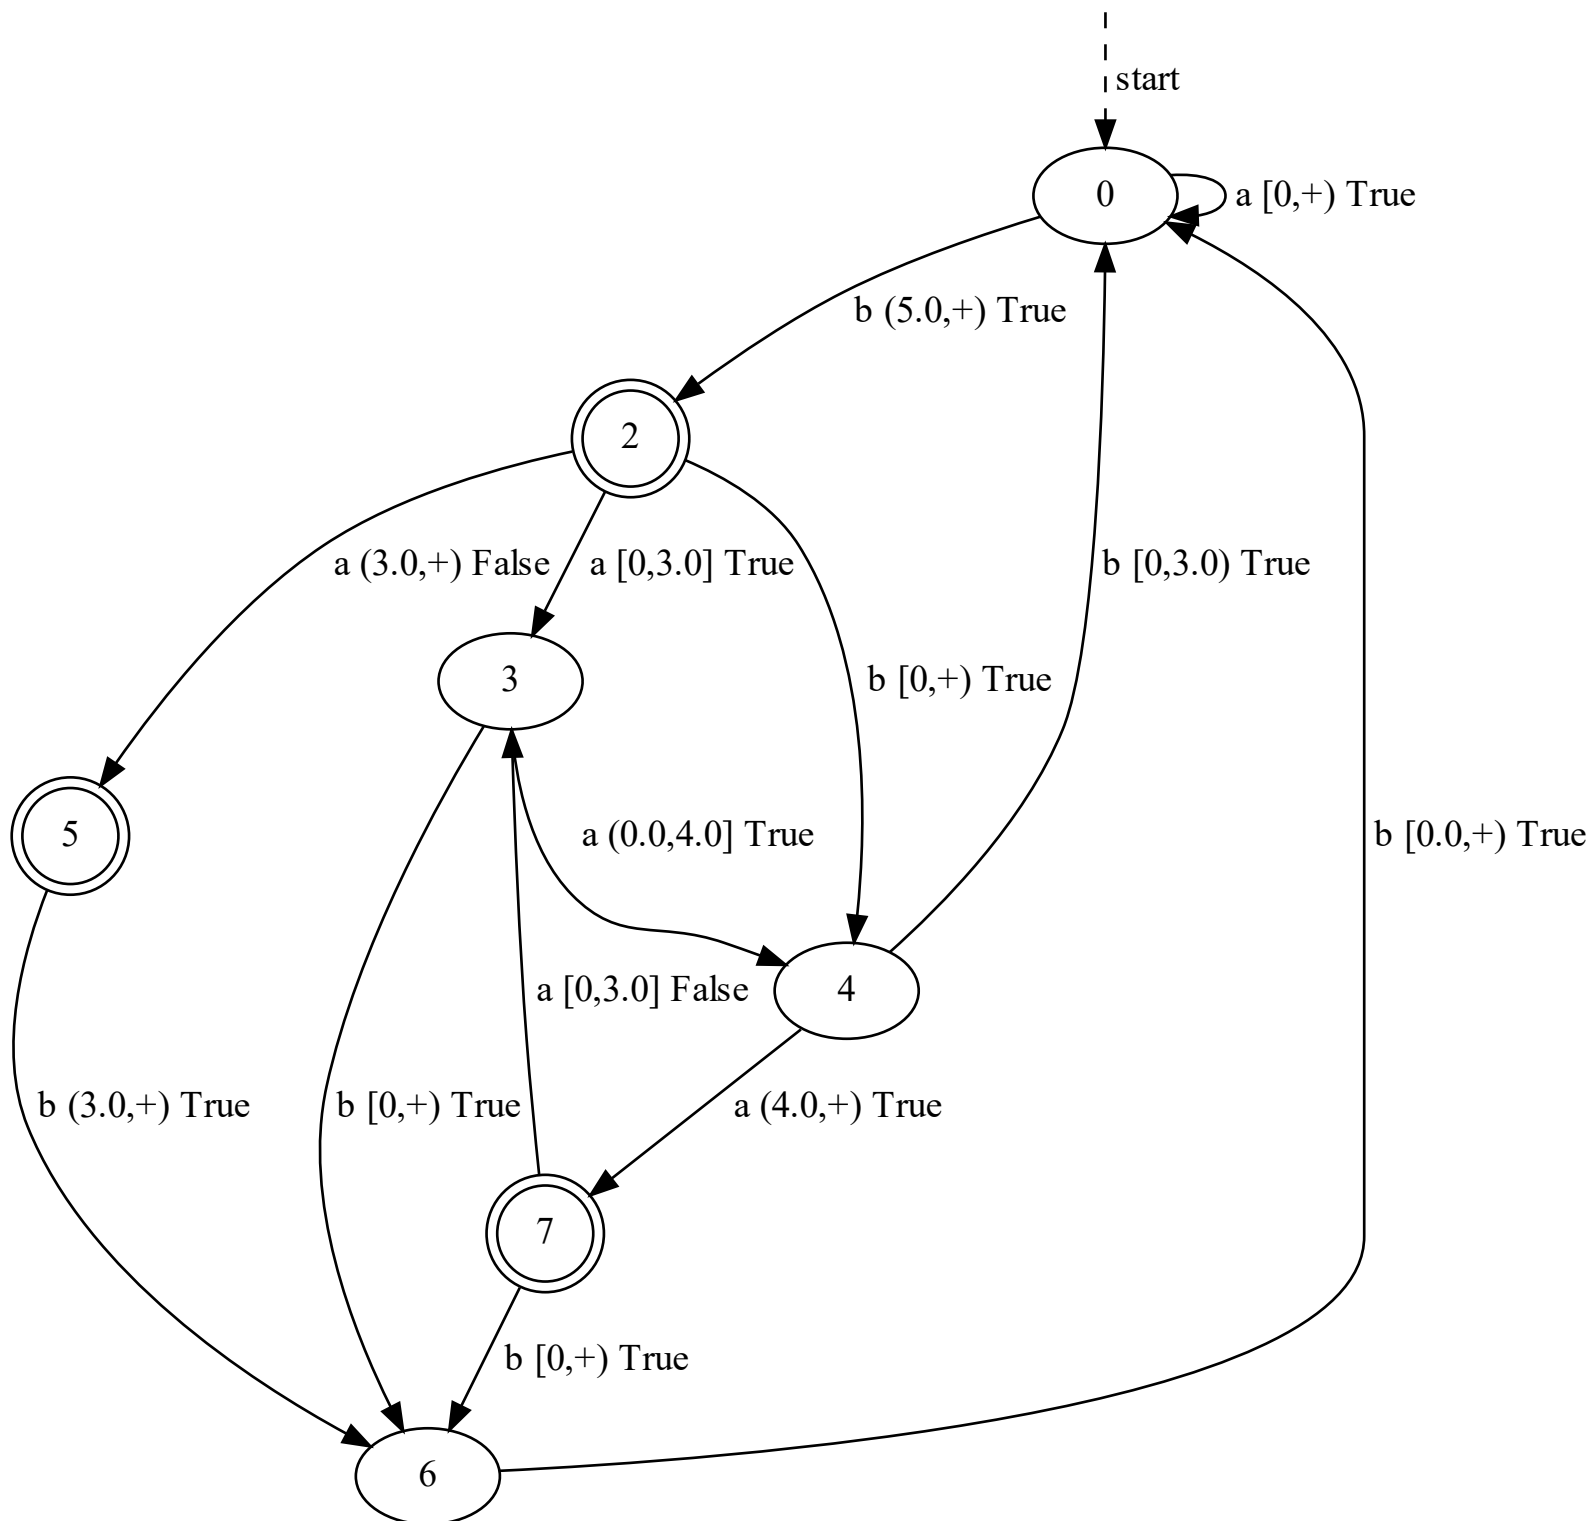 start
0
a [0,+) True
b (5.0,+) True
2
a (3.0,+) False
a [0,3.0] True
b [0,3.0) True
3
b [0,+) True
5
a (0.0,4.0] True
b [0.0,+) True
a [0,3.0] False
4
b (3.0,+) True
b [0,+) True
a (4.0,+) True
7
b [0,+) True
6